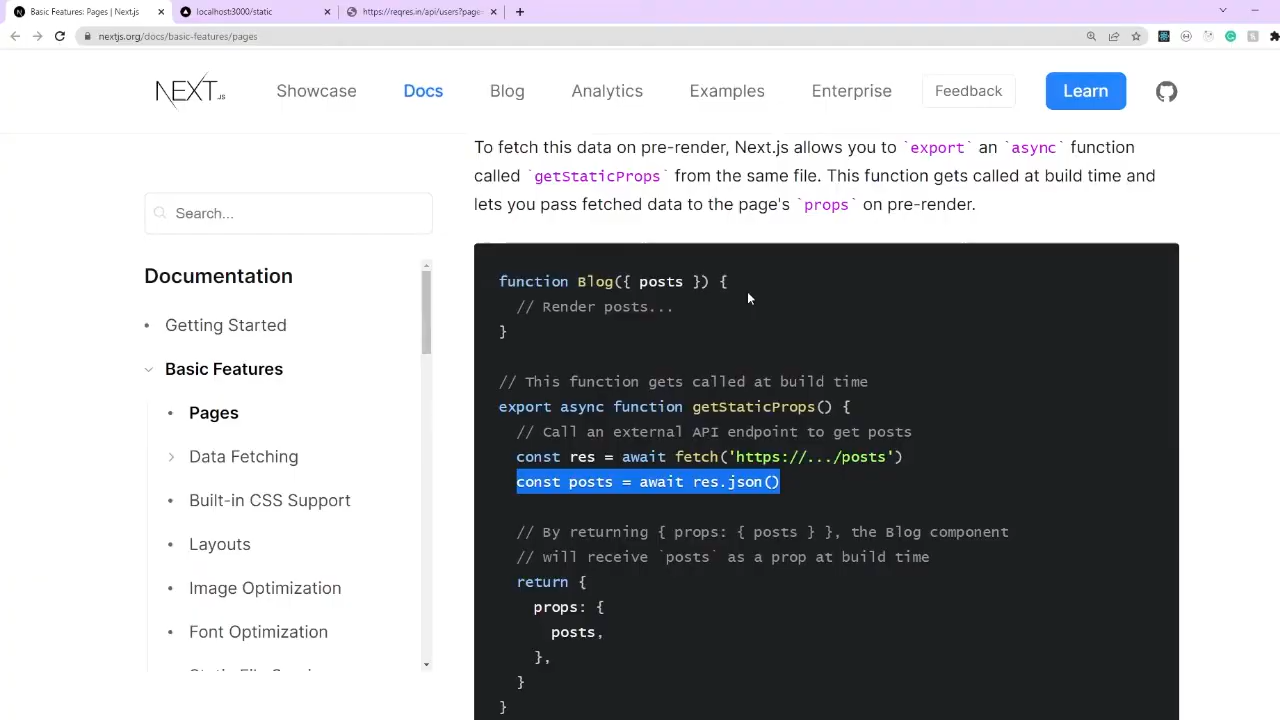 Basic Features: Pages | Next.js
localhost:3000/static
https://reqres.in/api/users?page=
nextjs.org/docs/basic-features/pages
NEXT.JS
Showcase
Docs
Blog
Analytics
Examples
Enterprise
Feedback
Learn
To fetch this data on pre-render, Next.js allows you to `export` an `async` function
called `getStaticProps` from the same file. This function gets called at build time and
lets you pass fetched data to the page's `props` on pre-render.
Search...
Documentation
Getting Started
Basic Features
Pages
Data Fetching
Built-in CSS Support
Layouts
Image Optimization
Font Optimization
function Blog({ posts }) {
// Render posts...
}
// This function gets called at build time
export async function getStaticProps() {
// Call an external API endpoint to get posts
const res = await fetch('https://.../posts')
const posts = await res.json()
// By returning { props: { posts } }, the Blog component
// will receive `posts` as a prop at build time
return {
props: {
posts,
},
}
}